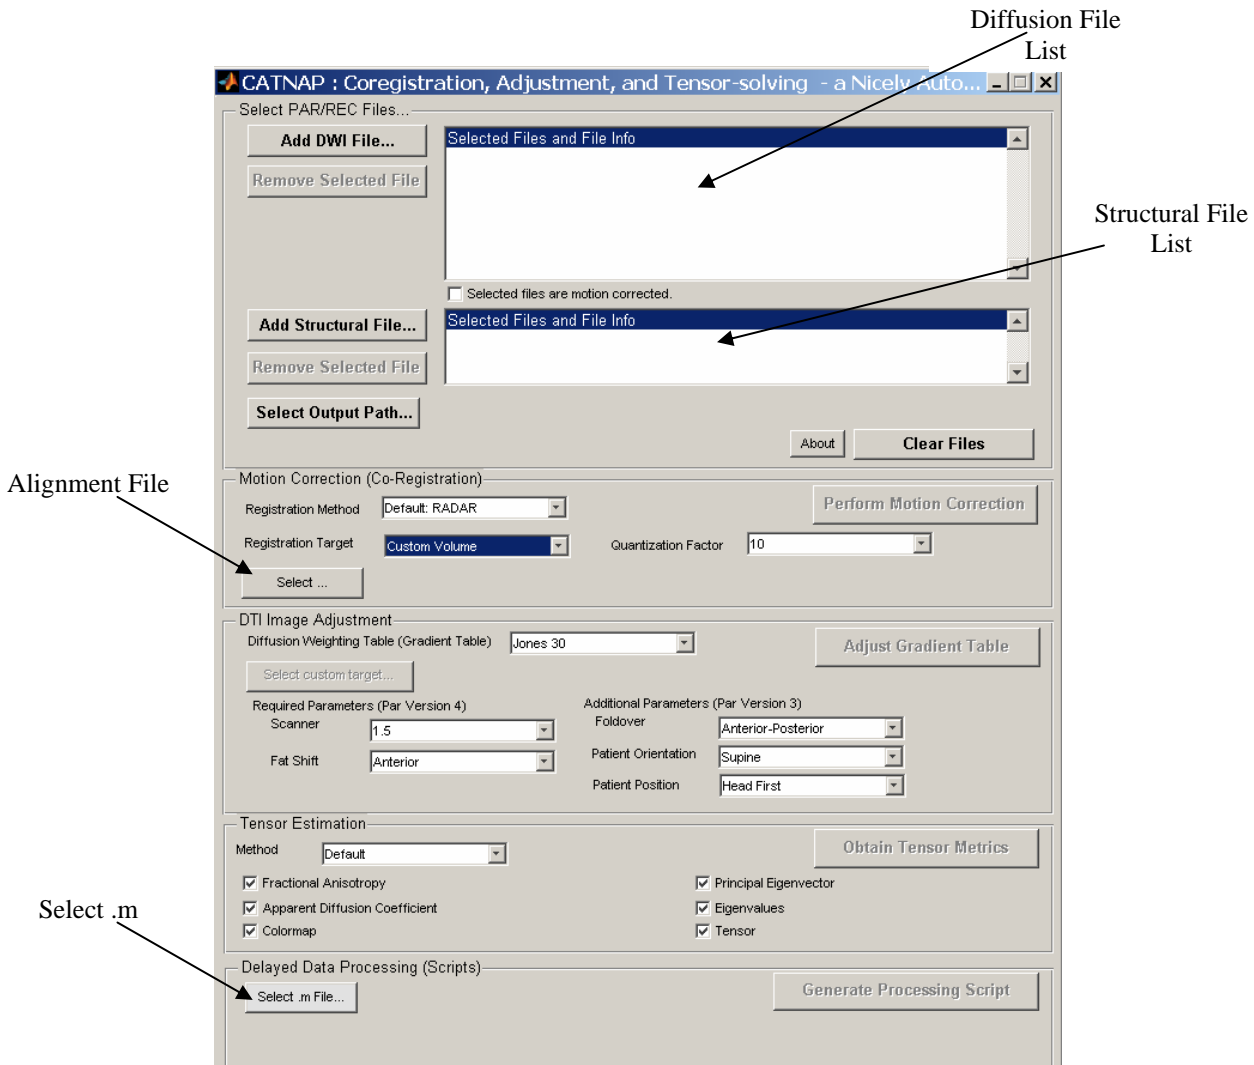 Diffusion File
List
CATNAP : Coregistration, Adjustment, and Tensor-solving - a Nicely Auto...
Select PAR/REC Files...
Add DWI File...
Selected Files and File Info
Remove Selected File
Structural File
List
Selected files are motion corrected.
Add Structural File...
Selected Files and File Info
Remove Selected File
Select Output Path...
About
Clear Files
Alignment File
Motion Correction (Co-Registration)
Registration Method
Default: RADAR
Perform Motion Correction
Registration Target
Custom Volume
Quantization Factor
10
Select ...
DTI Image Adjustment
Diffusion Weighting Table (Gradient Table)
Jones 30
Adjust Gradient Table
Select custom target...
Required Parameters (Par Version 4)
Additional Parameters (Par Version 3)
Scanner
1.5
Foldover
Anterior-Posterior
Fat Shift
Anterior
Patient Orientation
Supine
Patient Position
Head First
Tensor Estimation
Method
Default
Obtain Tensor Metrics
Fractional Anisotropy
Principal Eigenvector
Apparent Diffusion Coefficient
Eigenvalues
Colormap
Tensor
Select .m
Delayed Data Processing (Scripts)
Select .m File...
Generate Processing Script